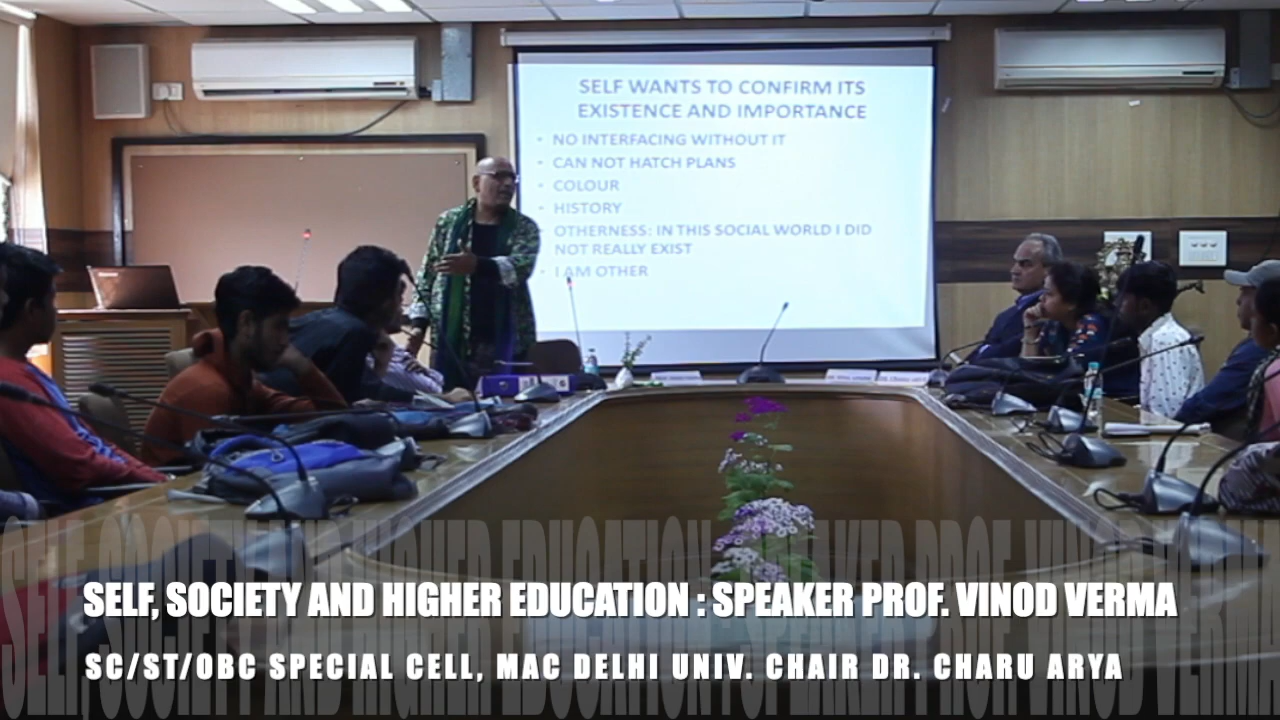 SELF WANTS TO CONFIRM ITS
EXISTENCE AND IMPORTANCE
• NO INTERFACING WITHOUT IT
• CAN NOT HATCH PLANS
• COLOUR
• HISTORY
• OTHERNESS: IN THIS SOCIAL WORLD I DID
NOT REALLY EXIST
• I AM OTHER
SELF, SOCIETY AND HIGHER EDUCATION : SPEAKER PROF. VINOD VERMA
SC/ST/OBC SPECIAL CELL, MAC DELHI UNIV. CHAIR DR. CHARU ARYA